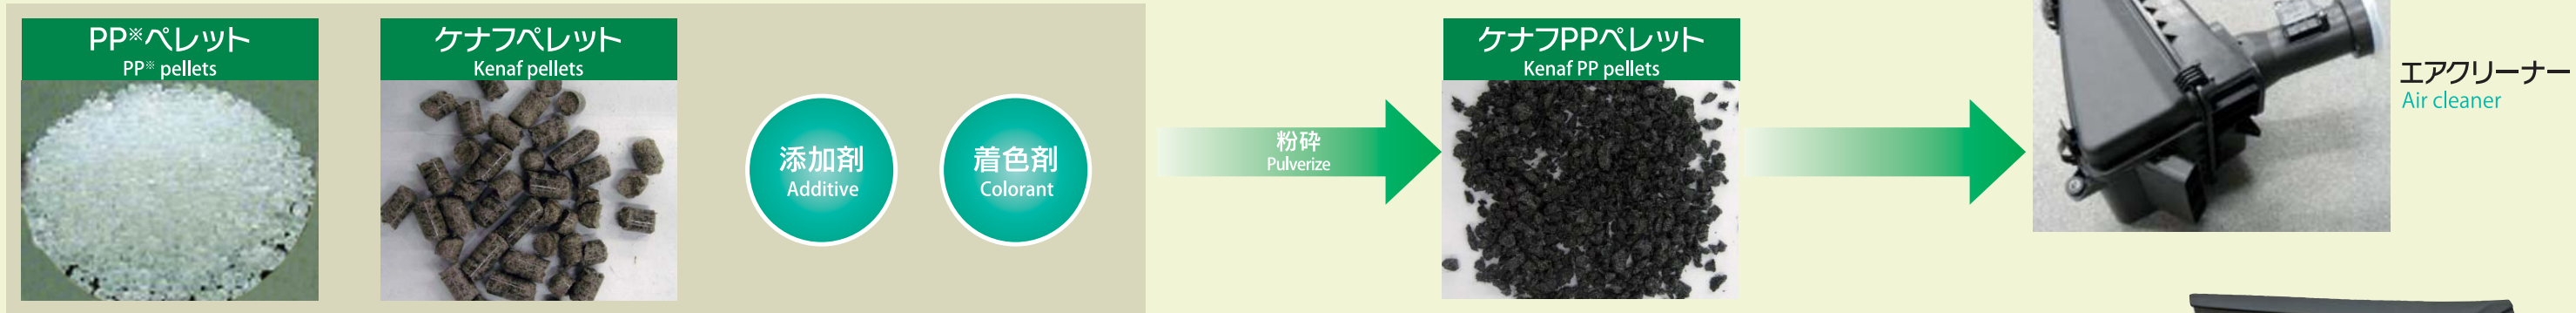 PP※ペレット
PP※ pellets
ケナフペレット
Kenaf pellets
添加剤
Additive
着色剤
Colorant
粉砕
Pulverize
ケナフPPペレット
Kenaf PP pellets
エアクリーナー
Air cleaner